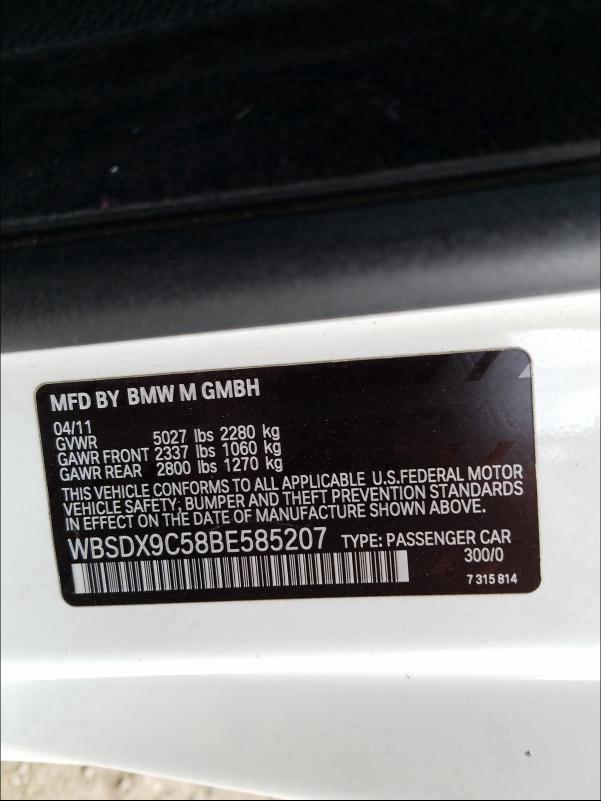 MFD BY BMW M GMBH
04/11
GVWR 5027 lbs 2280 kg
GAWR FRONT 2337 lbs 1060 kg
GAWR REAR 2800 lbs 1270 kg
THIS VEHICLE CONFORMS TO ALL APPLICABLE U.S.FEDERAL MOTOR
VEHICLE SAFETY, BUMPER AND THEFT PREVENTION STANDARDS
IN EFFECT ON THE DATE OF MANUFACTURE SHOWN ABOVE.
WBSDX9C58BE585207 TYPE: PASSENGER CAR
300/0
7 315 814